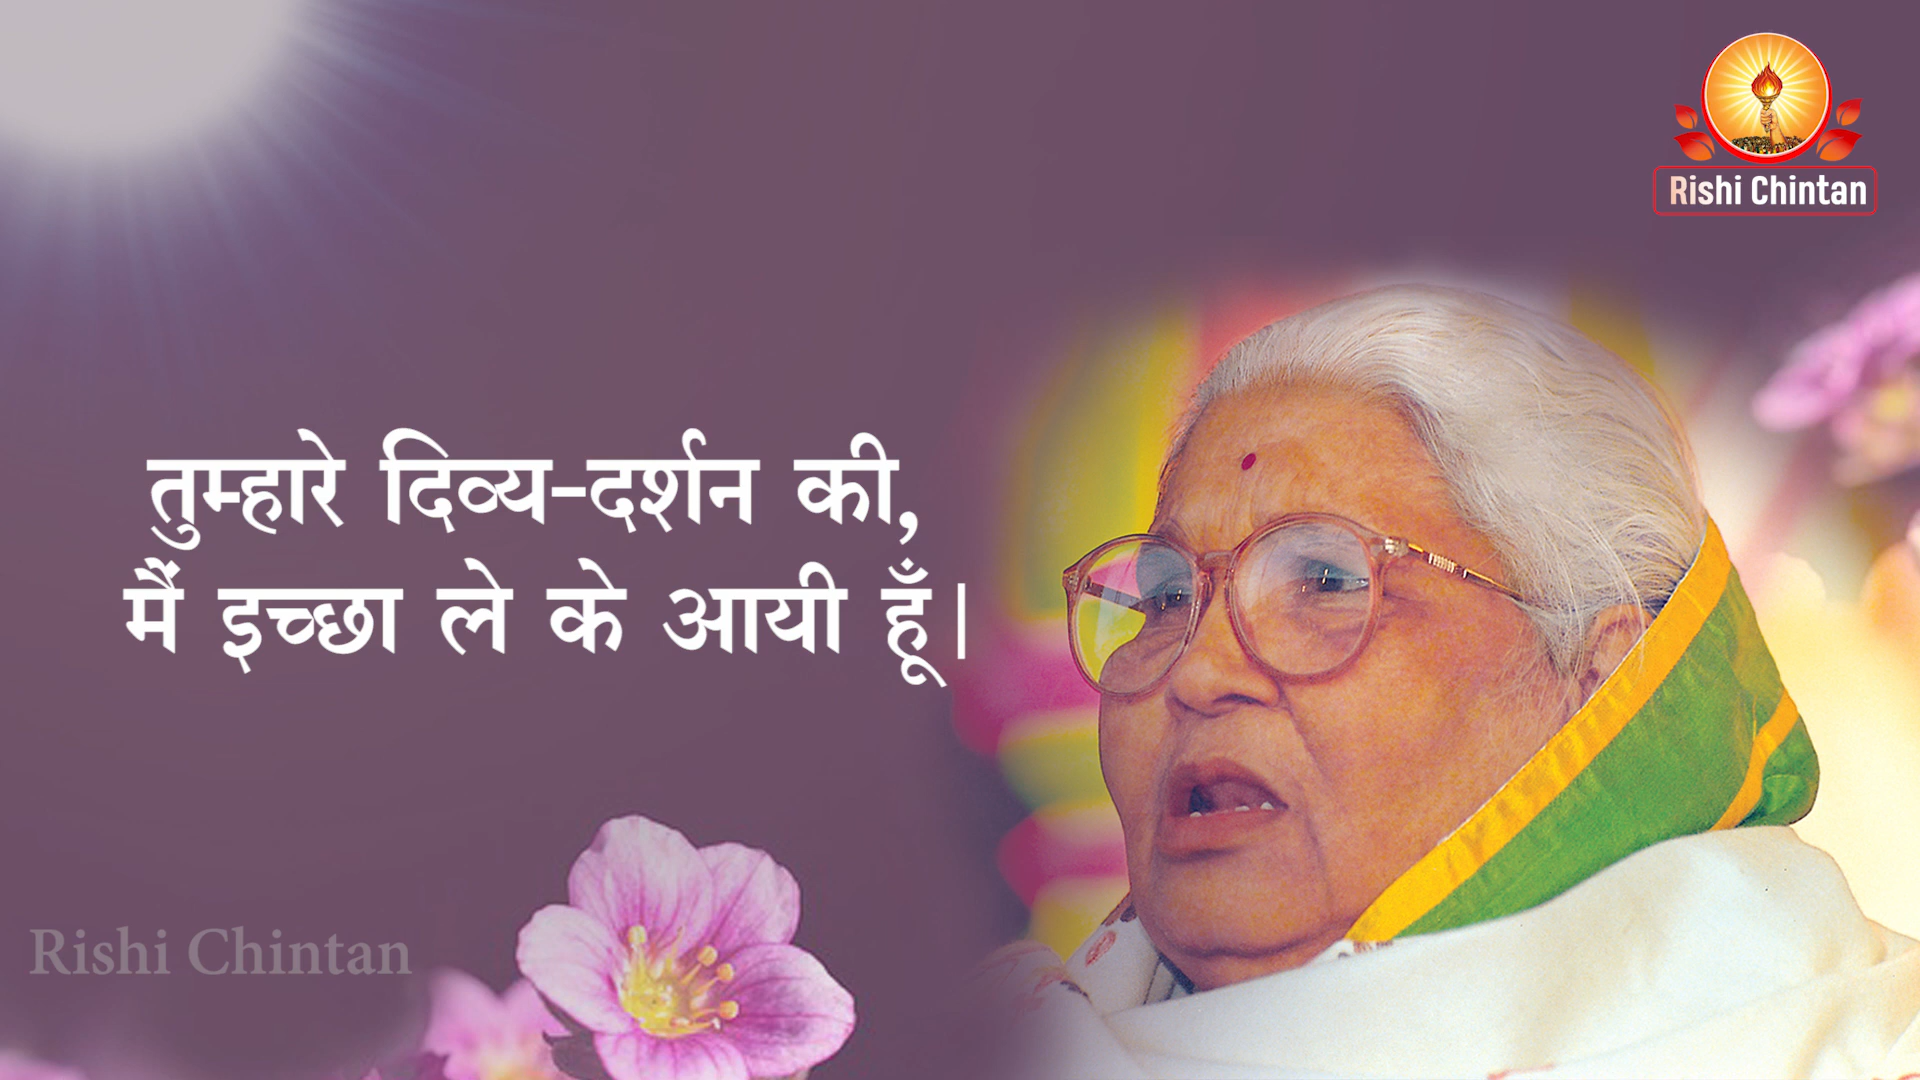 Rishi Chintan
तुम्हारे दिव्य-दर्शन की,
मैं इच्छा ले के आयी हूँ।
Rishi Chintan